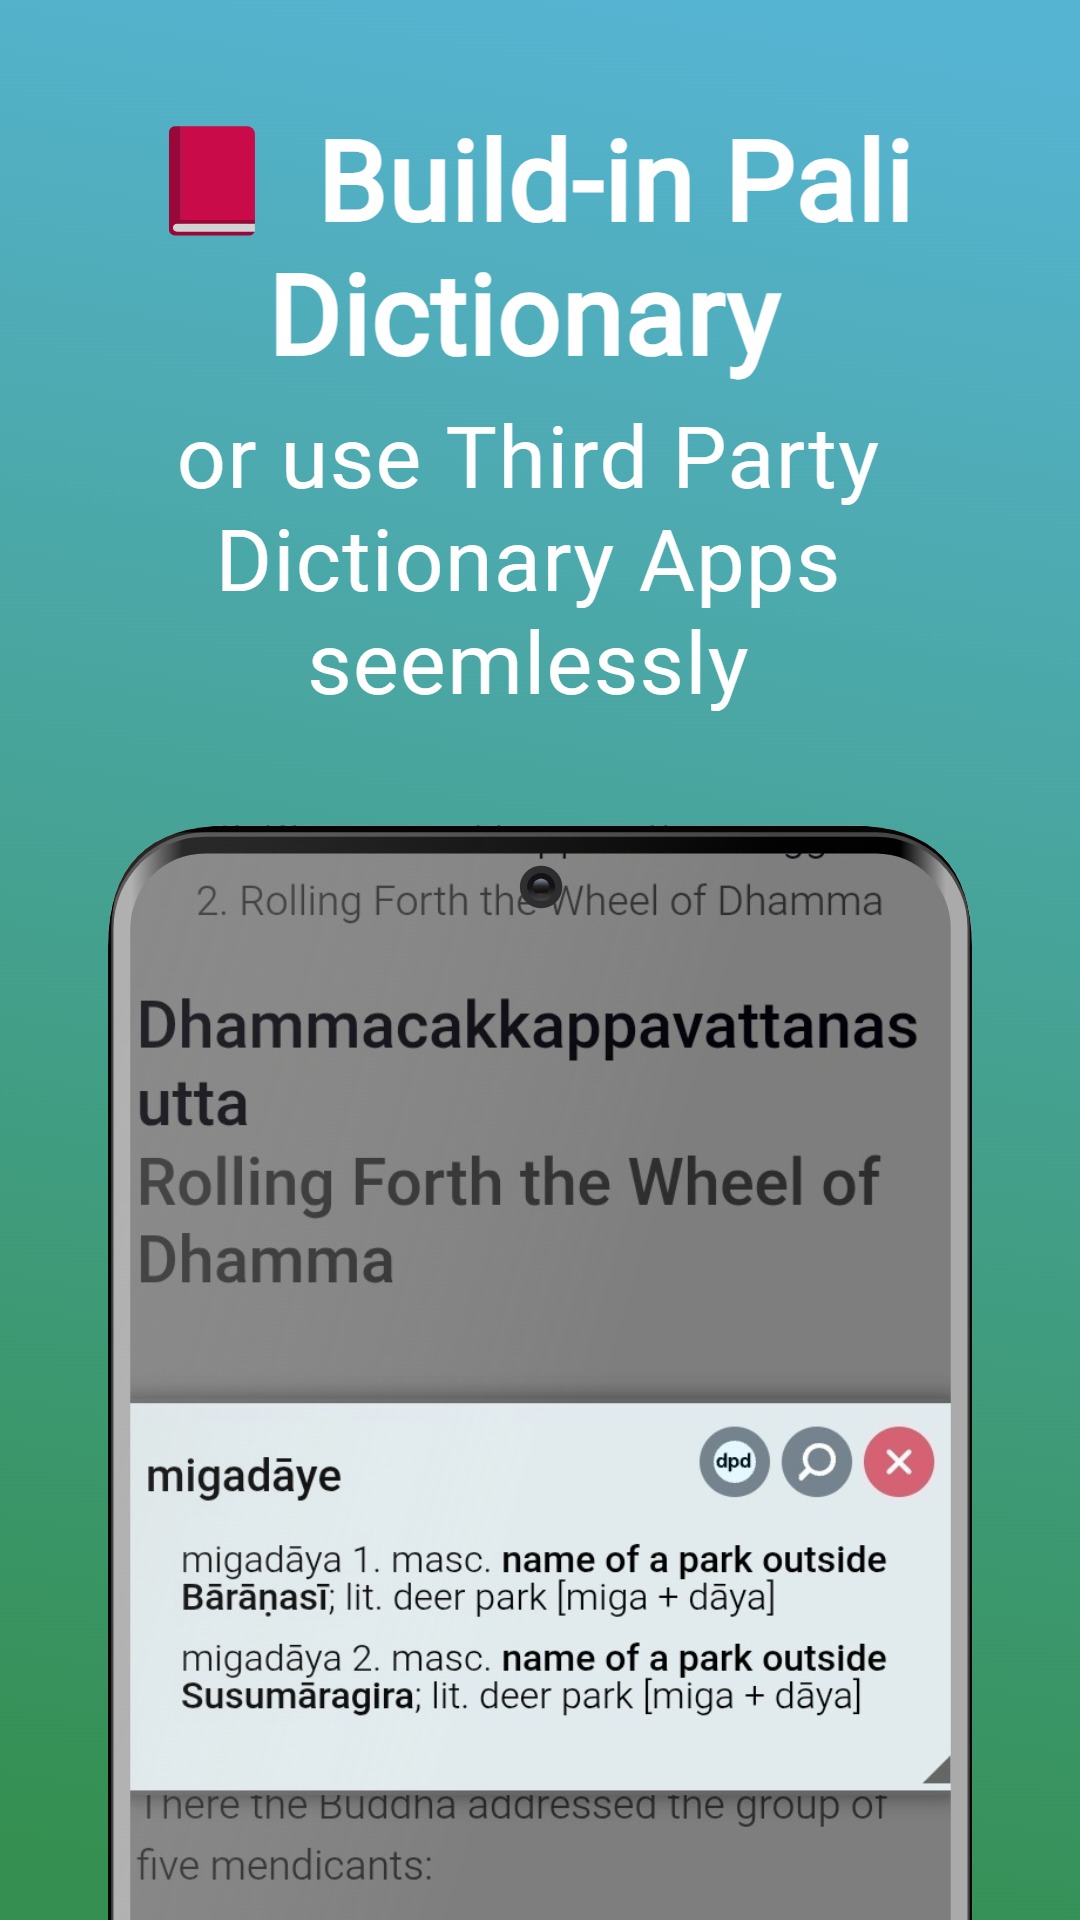 Build-in Pali
Dictionary
or use Third Party
Dictionary Apps
seemlessly
2. Rolling Forth the Wheel of Dhamma
Dhammacakkappavattanas
utta
Rolling Forth the Wheel of
Dhamma
migadāye
dpd
migadāya 1. masc. name of a park outside
Bārāṇasī; lit. deer park [miga + dāya]
migadāya 2. masc. name of a park outside
Susumāragira; lit. deer park [miga + dāya]
There the Buddha addressed the group of
five mendicants: